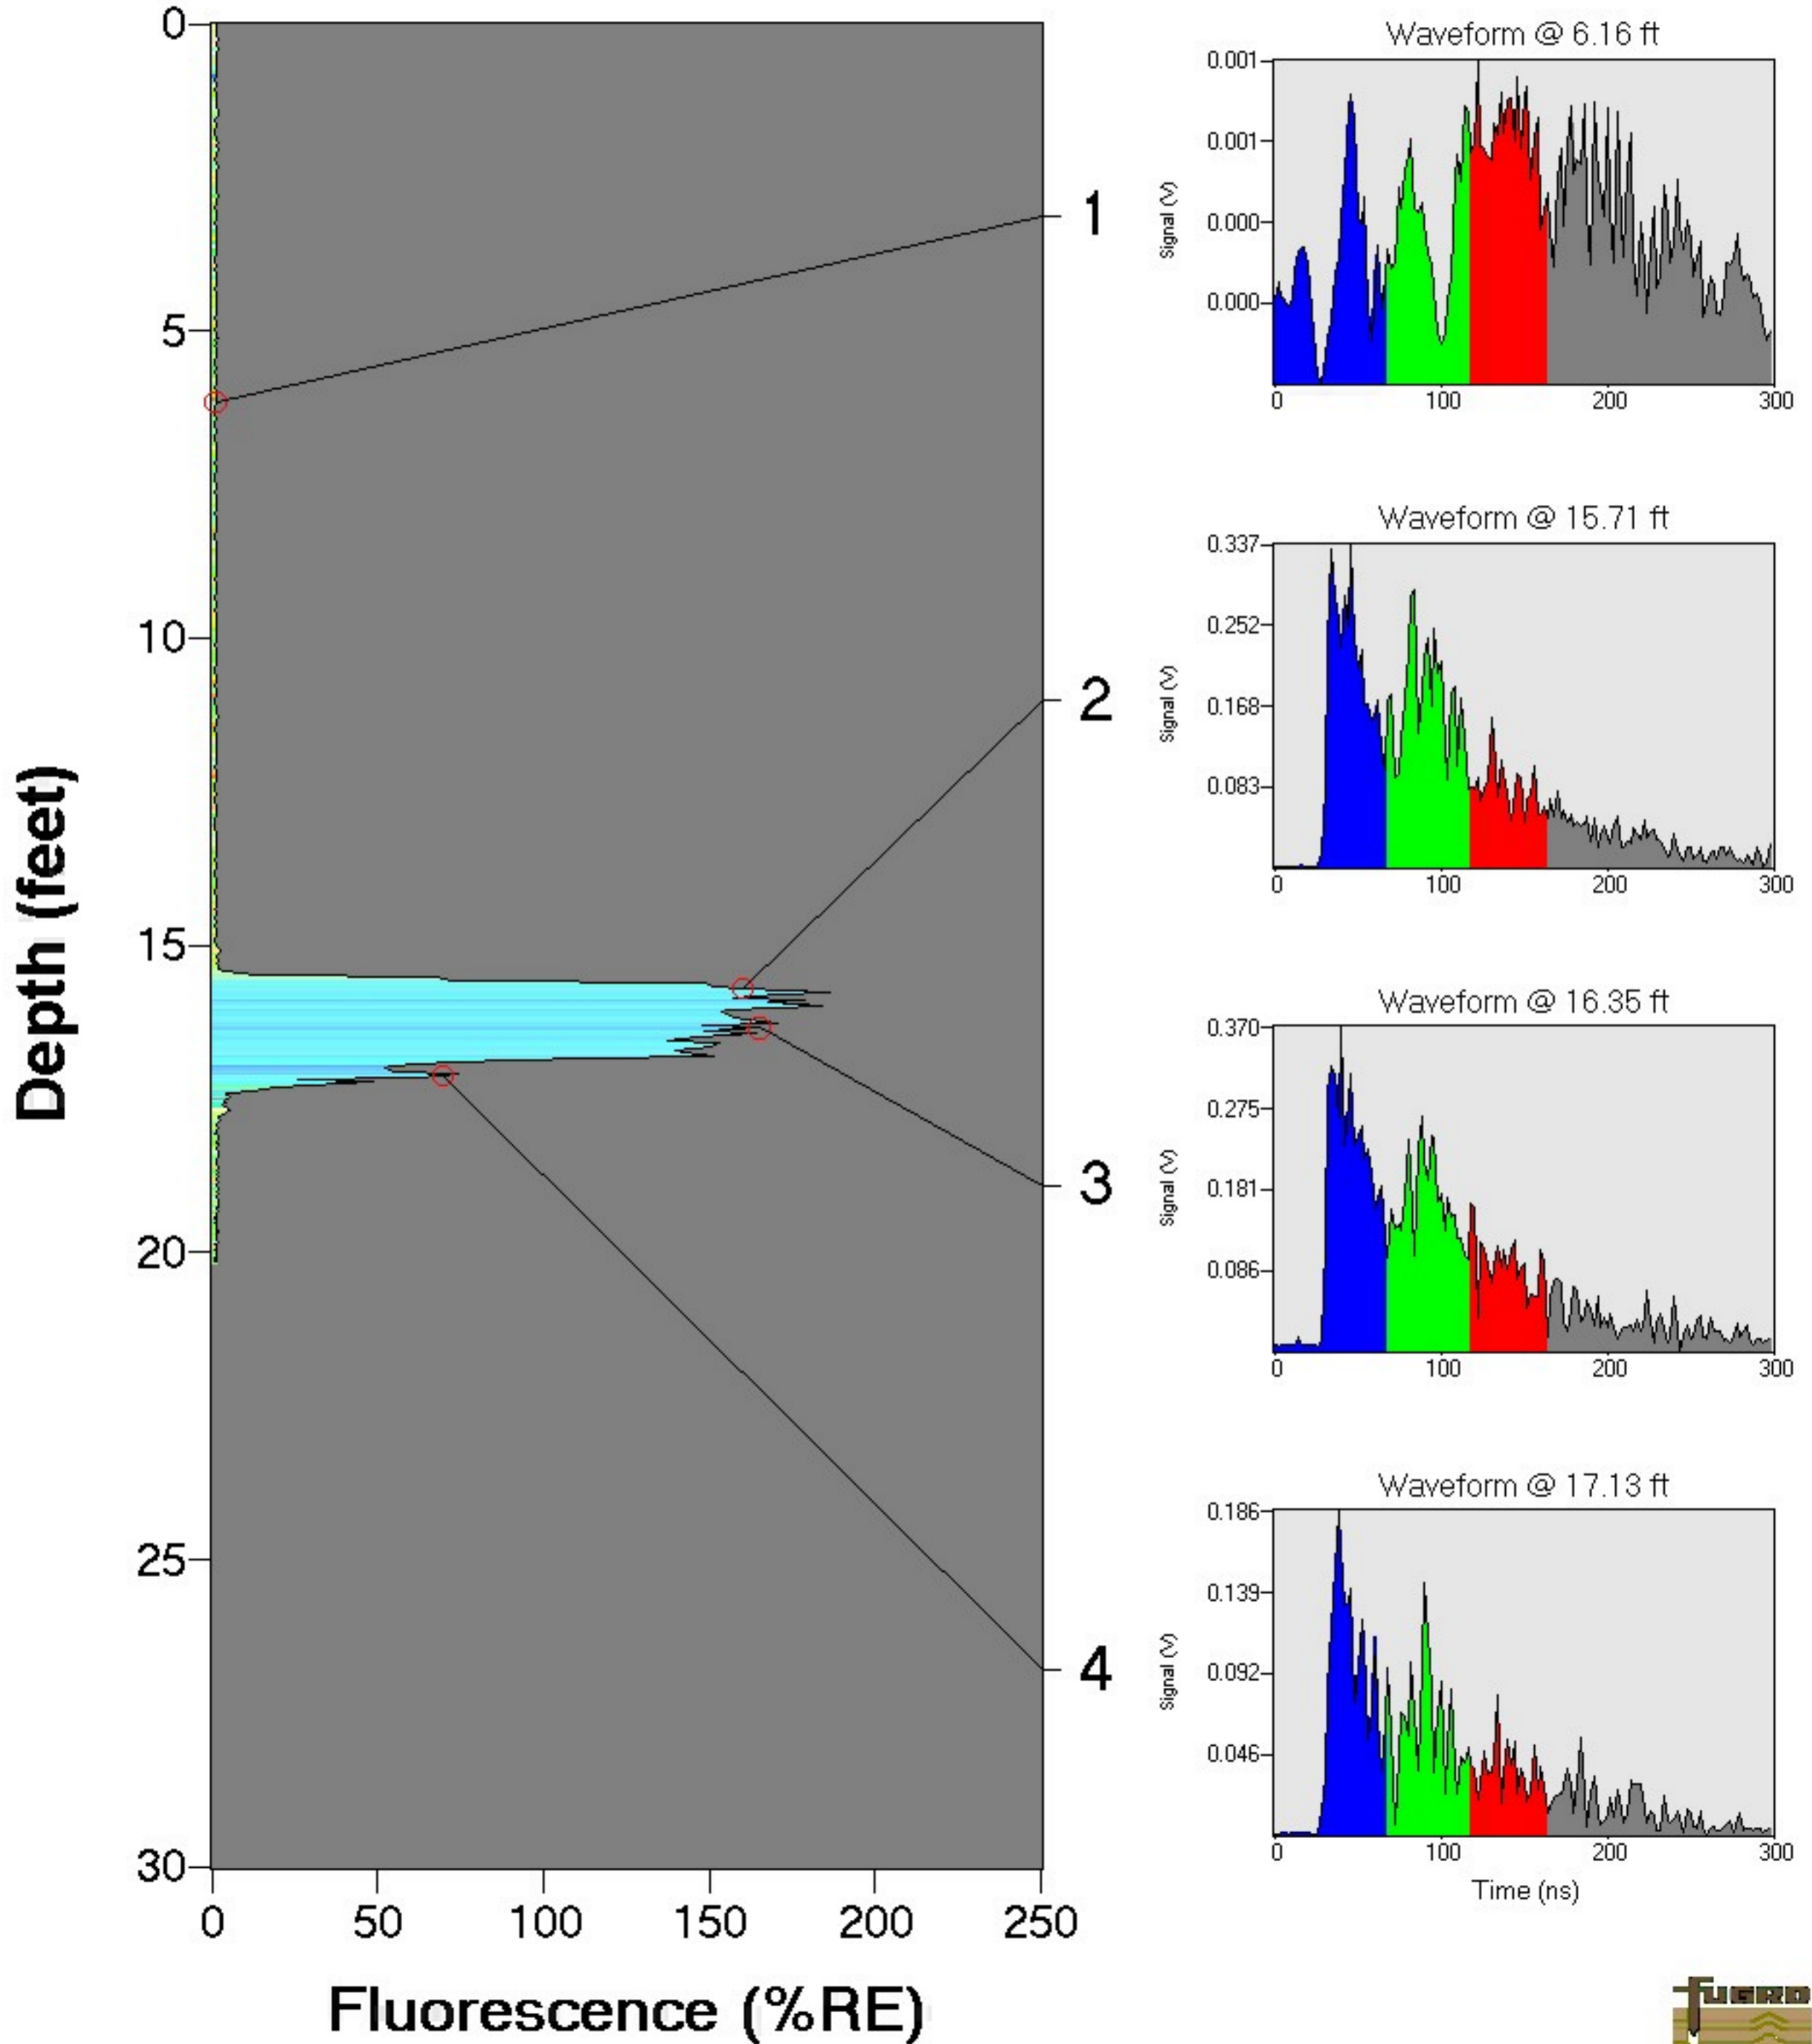 Depth (feet)
0
5
10
15
20
25
30
0 50 100 150 200 250
Fluorescence (%RE)
1
2
3
4
Waveform @ 6.16 ft
Signal (V)
0.001
0.001
0.000
0.000
0 100 200 300
Waveform @ 15.71 ft
Signal (V)
0.337
0.252
0.168
0.083
0 100 200 300
Waveform @ 16.35 ft
Signal (V)
0.370
0.275
0.181
0.086
0 100 200 300
Waveform @ 17.13 ft
Signal (V)
0.186
0.139
0.092
0.046
0 100 200 300
Time (ns)
FUGRO